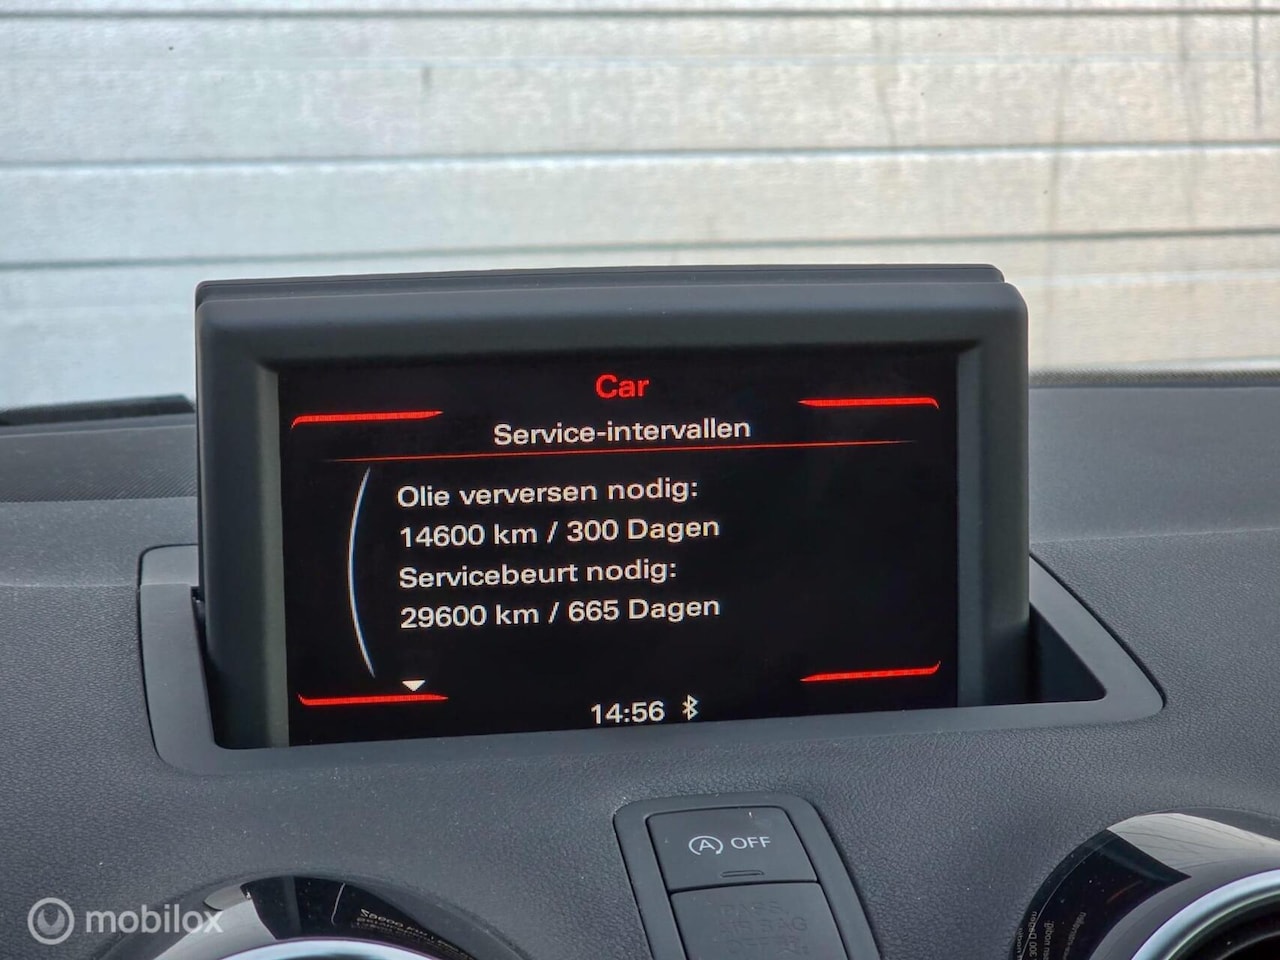 Car
Service-intervallen
Olie verversen nodig:
14600 km / 300 Dagen
Servicebeurt nodig:
29600 km / 665 Dagen
14:56
A OFF
mobilox